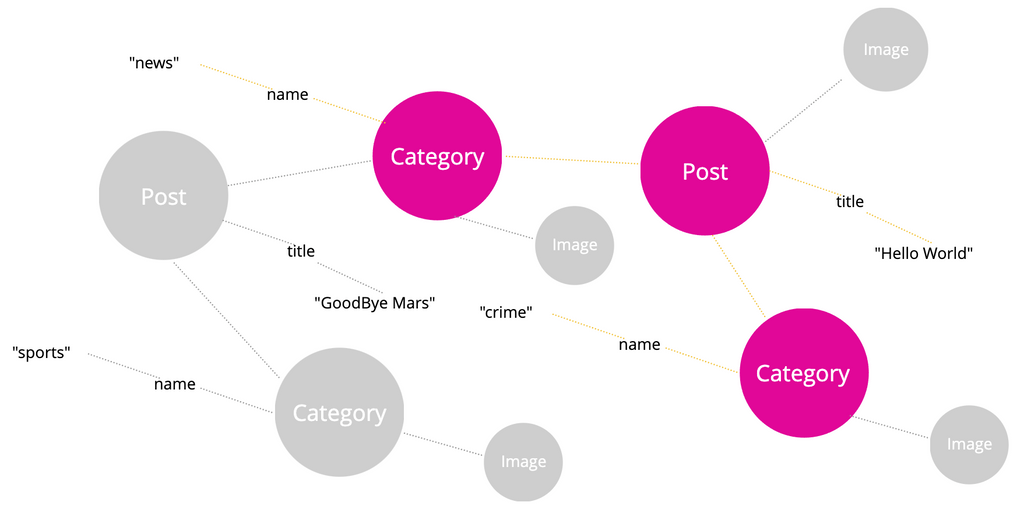 Image
"news"
name
Category
Post
Post
title
Image
title
"Hello World"
"GoodBye Mars"
"crime"
name
"sports"
Category
name
Category
Image
Image